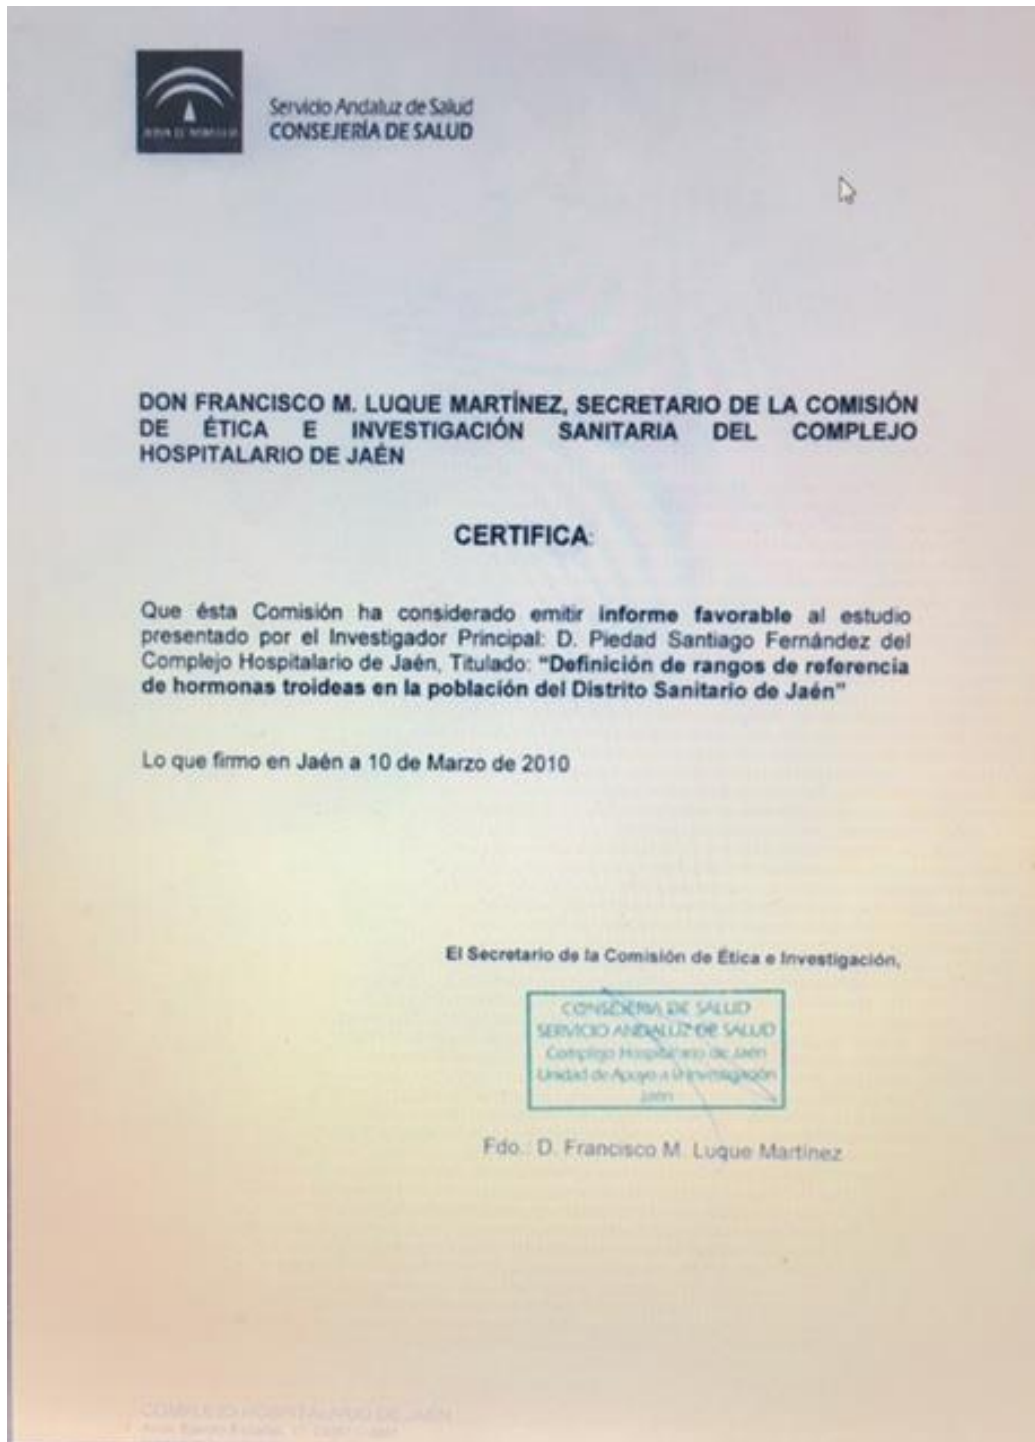 JUNTA DE ANDALUCIA
Servicio Andaluz de Salud
CONSEJERÍA DE SALUD
DON FRANCISCO M. LUQUE MARTÍNEZ, SECRETARIO DE LA COMISIÓN
DE ÉTICA E INVESTIGACIÓN SANITARIA DEL COMPLEJO
HOSPITALARIO DE JAÉN
CERTIFICA:
Que ésta Comisión ha considerado emitir informe favorable al estudio
presentado por el Investigador Principal: D. Piedad Santiago Fernández del
Complejo Hospitalario de Jaén, Titulado: “Definición de rangos de referencia
de hormonas troideas en la población del Distrito Sanitario de Jaén”
Lo que firmo en Jaén a 10 de Marzo de 2010
El Secretario de la Comisión de Ética e Investigación,
CONSEJERIA DE SALUD
SERVICIO ANDALUZ DE SALUD
Complejo Hospitalario de Jaén
Unidad de Apoyo a la Investigación
Jaén
Fdo.: D. Francisco M. Luque Martínez
COMPLEJO HOSPITALARIO DE JAÉN